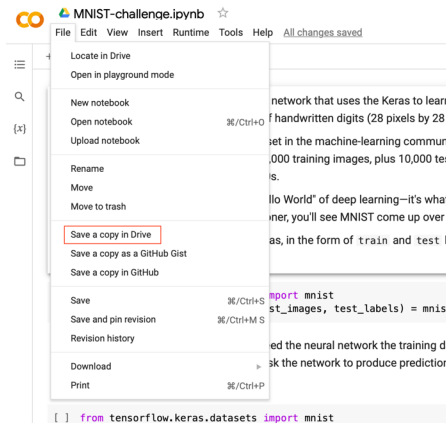 MNIST-challenge.ipynb
File Edit View Insert Runtime Tools Help All changes saved
Locate in Drive
Open in playground mode
New notebook
Open notebook ⌘/Ctrl+O
Upload notebook
Rename
Move
Move to trash
Save a copy in Drive
Save a copy as a GitHub Gist
Save a copy in GitHub
Save ⌘/Ctrl+S
Save and pin revision ⌘/Ctrl+M S
Revision history
Download
Print ⌘/Ctrl+P
{x}
network that uses the Keras to lear
f handwritten digits (28 pixels by 28
set in the machine-learning commun
,000 training images, plus 10,000 te
s.
llo World" of deep learning—it's wha
oner, you'll see MNIST come up over
as, in the form of train and test
mport mnist
st_images, test_labels) = mnis
ed the neural network the training d
sk the network to produce prediction
[ ] from tensorflow.keras.datasets import mnist